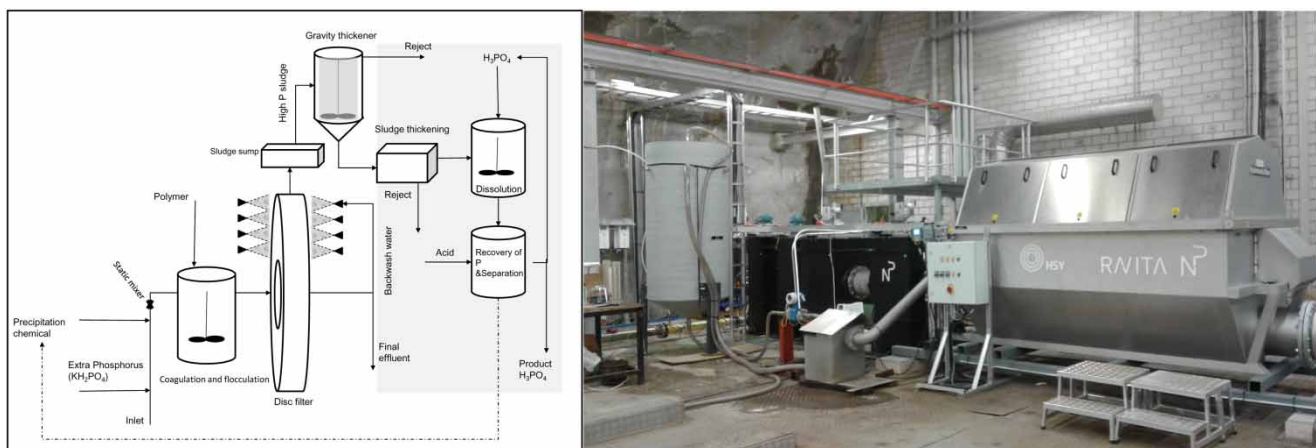 Gravity thickener
Reject
H₃PO₄
High P sludge
Sludge thickening
Sludge sump
Dissolution
Polymer
Reject
Backwash water
Acid
Recovery of
P
&Separation
Static mixer
Precipitation
chemical
Final
effluent
Extra Phosphorus
(KH₂PO₄)
Product
H₃PO₄
Coagulation and flocculation
Disc filter
Inlet
NP
HSY
RAVITA NP